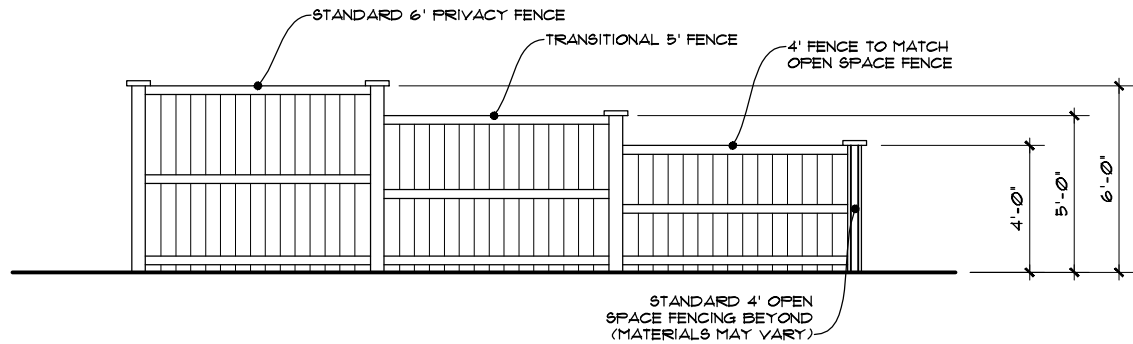 STANDARD 6' PRIVACY FENCE
TRANSITIONAL 5' FENCE
4' FENCE TO MATCH
OPEN SPACE FENCE
4'-0"
5'-0"
6'-0"
STANDARD 4' OPEN
SPACE FENCING BEYOND
(MATERIALS MAY VARY)